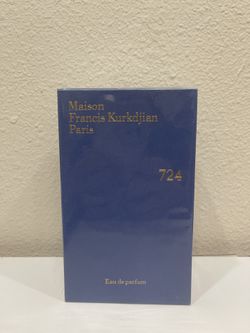 Maison
Francis Kurkdjian
Paris
724
Eau de parfum